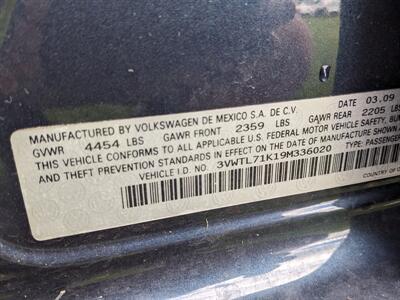 MANUFACTURED BY VOLKSWAGEN DE MEXICO S.A. DE C.V. DATE 03.09
GVWR 4454 LBS GAWR FRONT 2359 LBS GAWR REAR 2205 LBS
THIS VEHICLE CONFORMS TO ALL APPLICABLE U.S. FEDERAL MOTOR VEHICLE SAFETY,
AND THEFT PREVENTION STANDARDS IN EFFECT ON THE DATE OF MANUFACTURE SHOWN
VEHICLE I.D. NO. 3VWTL71K19M336020 TYPE: PASSENGER
COUNTRY OF